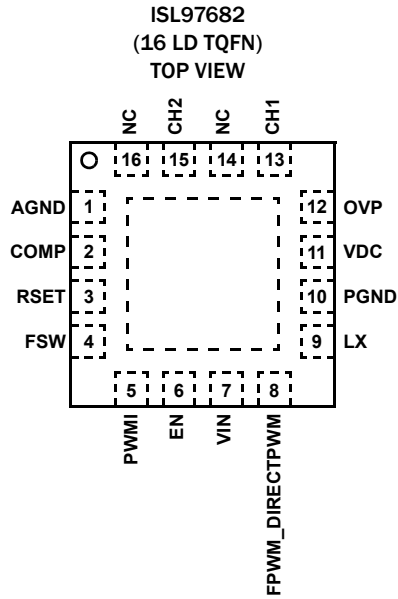 ISL97682
(16 LD TQFN)
TOP VIEW
NC
CH2
NC
CH1
16
15
14
13
AGND 1
COMP 2
RSET 3
FSW 4
12 OVP
11 VDC
10 PGND
9 LX
5
6
7
8
PWMI
EN
VIN
FPWM_DIRECTPWM